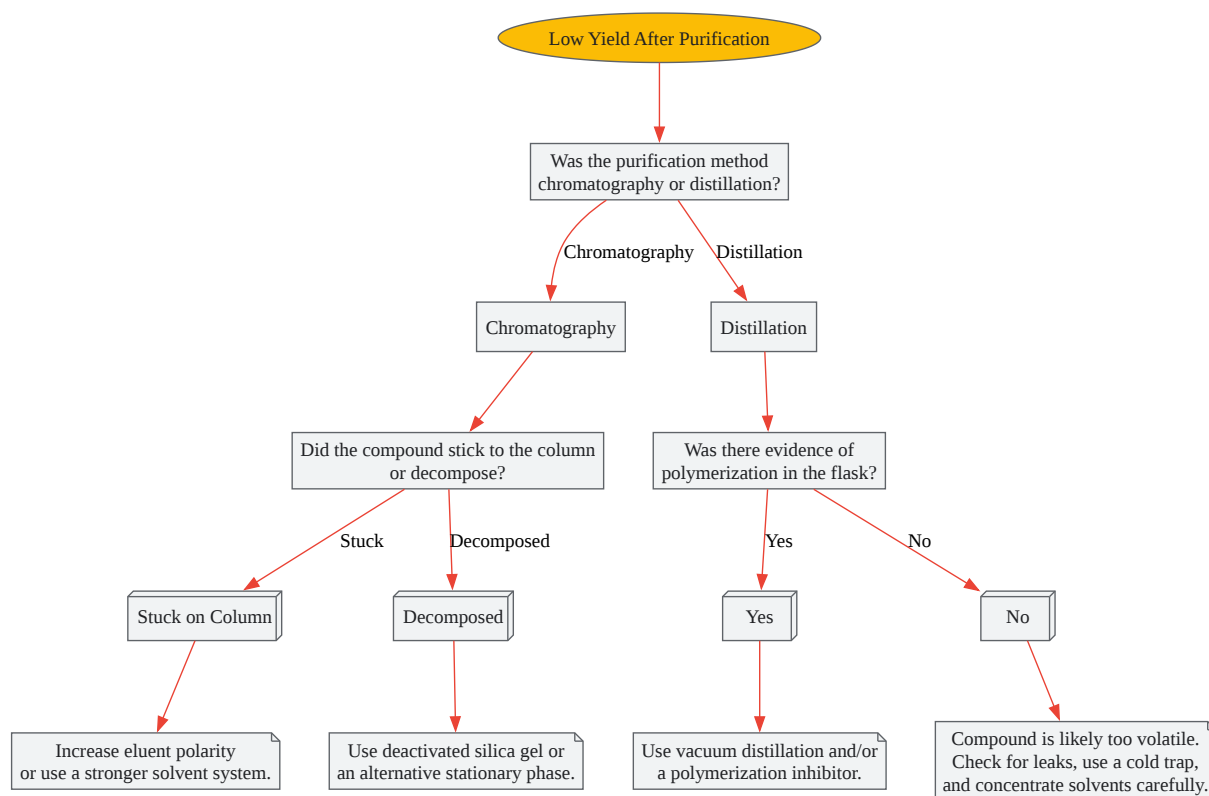 Low Yield After Purification
Was the purification method
chromatography or distillation?
Chromatography
Distillation
Chromatography
Distillation
Did the compound stick to the column
or decompose?
Was there evidence of
polymerization in the flask?
Stuck
Decomposed
Yes
No
Stuck on Column
Decomposed
Yes
No
Increase eluent polarity
or use a stronger solvent system.
Use deactivated silica gel or
an alternative stationary phase.
Use vacuum distillation and/or
a polymerization inhibitor.
Compound is likely too volatile.
Check for leaks, use a cold trap,
and concentrate solvents carefully.